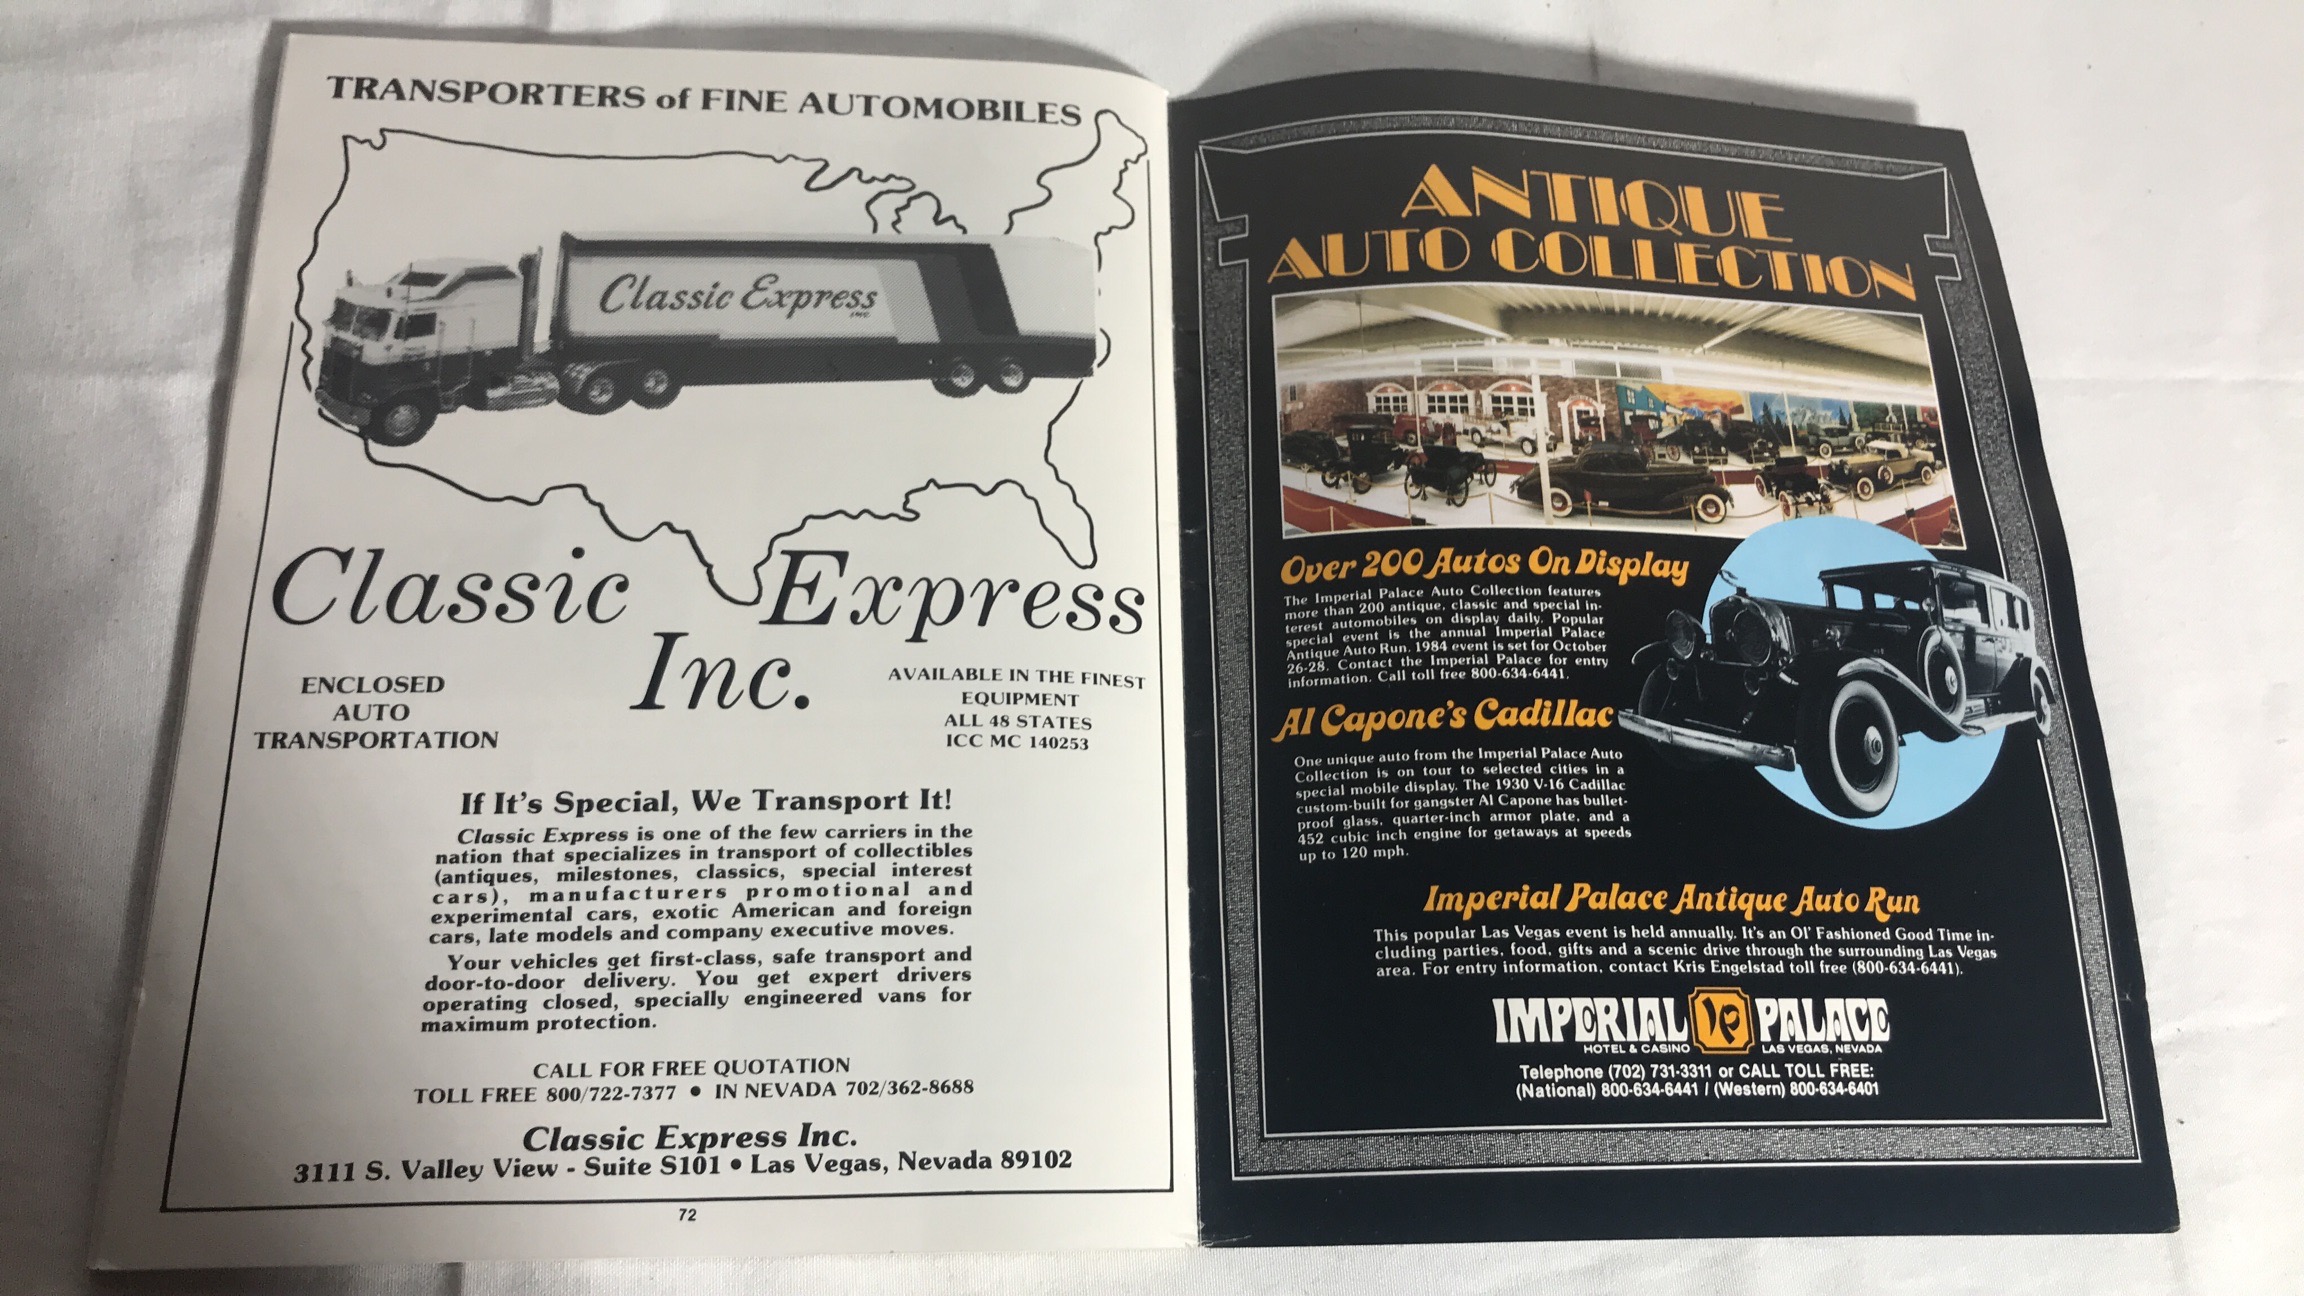 TRANSPORTERS of FINE AUTOMOBILES
Classic Express
INC
Classic Express
Inc.
ENCLOSED
AUTO
TRANSPORTATION
AVAILABLE IN THE FINEST
EQUIPMENT
ALL 48 STATES
ICC MC 140253
If It's Special, We Transport It!
Classic Express is one of the few carriers in the
nation that specializes in transport of collectibles
(antiques, milestones, classics, special interest
cars), manufacturers promotional and
experimental cars, exotic American and foreign
cars, late models and company executive moves.
Your vehicles get first-class, safe transport and
door-to-door delivery. You get expert drivers
operating closed, specially engineered vans for
maximum protection.
CALL FOR FREE QUOTATION
TOLL FREE 800/722-7377 • IN NEVADA 702/362-8688
Classic Express Inc.
3111 S. Valley View - Suite S101 • Las Vegas, Nevada 89102
72
ANTIQUE
AUTO COLLECTION
Over 200 Autos On Display
The Imperial Palace Auto Collection features
more than 200 antique, classic and special in-
terest automobiles on display daily. Popular
special event is the annual Imperial Palace
Antique Auto Run. 1984 event is set for October
26-28. Contact the Imperial Palace for entry
information. Call toll free 800-634-6441.
Al Capone's Cadillac
One unique auto from the Imperial Palace Auto
Collection is on tour to selected cities in a
special mobile display. The 1930 V-16 Cadillac
custom-built for gangster Al Capone has bullet-
proof glass, quarter-inch armor plate, and a
452 cubic inch engine for getaways at speeds
up to 120 mph.
Imperial Palace Antique Auto Run
This popular Las Vegas event is held annually. It's an Ol' Fashioned Good Time in-
cluding parties, food, gifts and a scenic drive through the surrounding Las Vegas
area. For entry information, contact Kris Engelstad toll free (800-634-6441).
IMPERIAL IP PALACE
HOTEL & CASINO LAS VEGAS, NEVADA
Telephone (702) 731-3311 or CALL TOLL FREE:
(National) 800-634-6441 / (Western) 800-634-6401